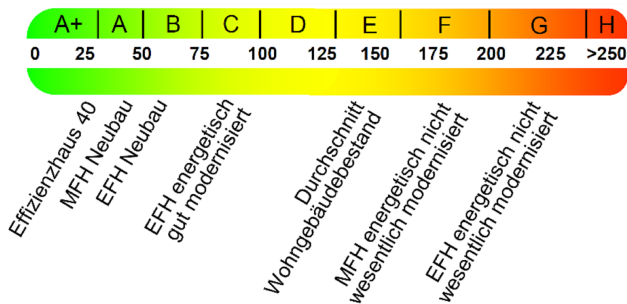 A+ A B C D E F G H
0 25 50 75 100 125 150 175 200 225 >250
Effizienzhaus 40
MFH Neubau
EFH Neubau
EFH energetisch
gut modernisiert
Durchschnitt
Wohngebäudebestand
MFH energetisch nicht
wesentlich modernisiert
EFH energetisch nicht
wesentlich modernisiert